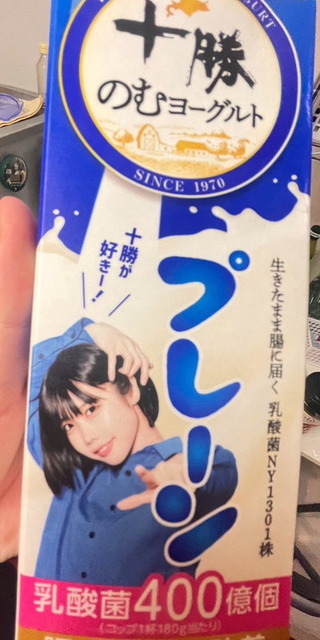 YOGURT
十勝
のむヨーグルト
SINCE 1970
十勝が
好きー!
プレーン
生きたまま腸に届く 乳酸菌NY1301株
乳酸菌400億個
(コップ1杯180g当たり)